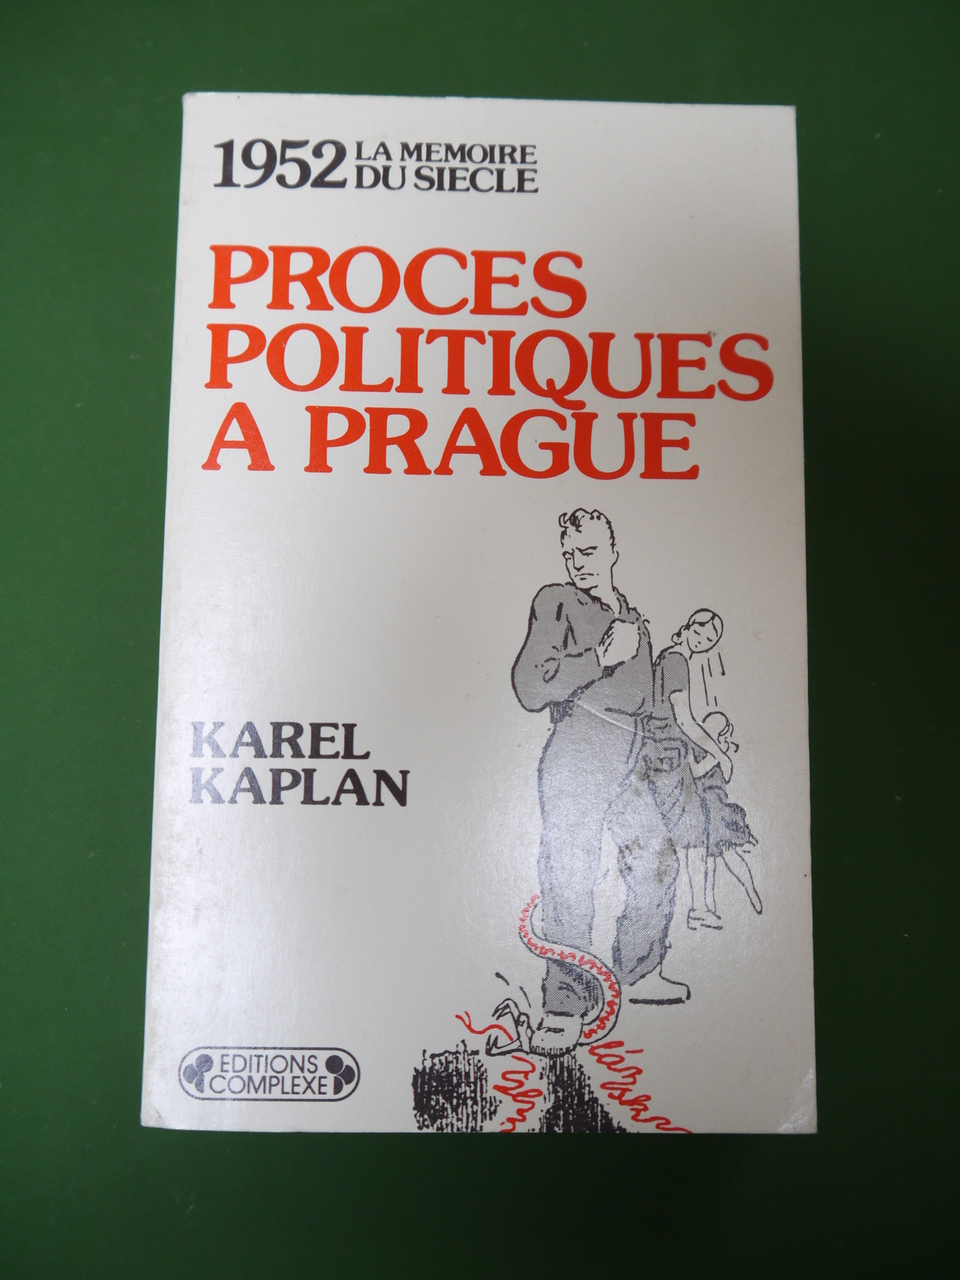 1952 LA MEMOIRE
DU SIECLE
PROCES
POLITIQUES
A PRAGUE
KAREL
KAPLAN
EDITIONS
COMPLEXE